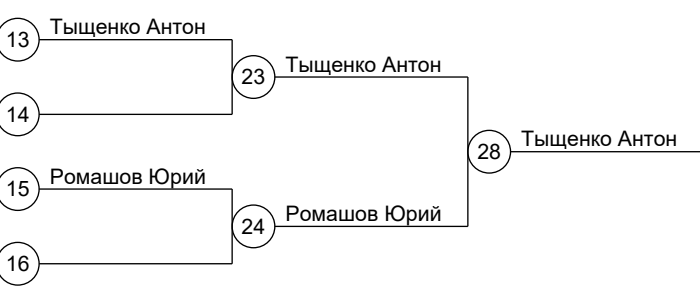 13 Тыщенко Антон
23 Тыщенко Антон
14
28 Тыщенко Антон
15 Ромашов Юрий
24 Ромашов Юрий
16